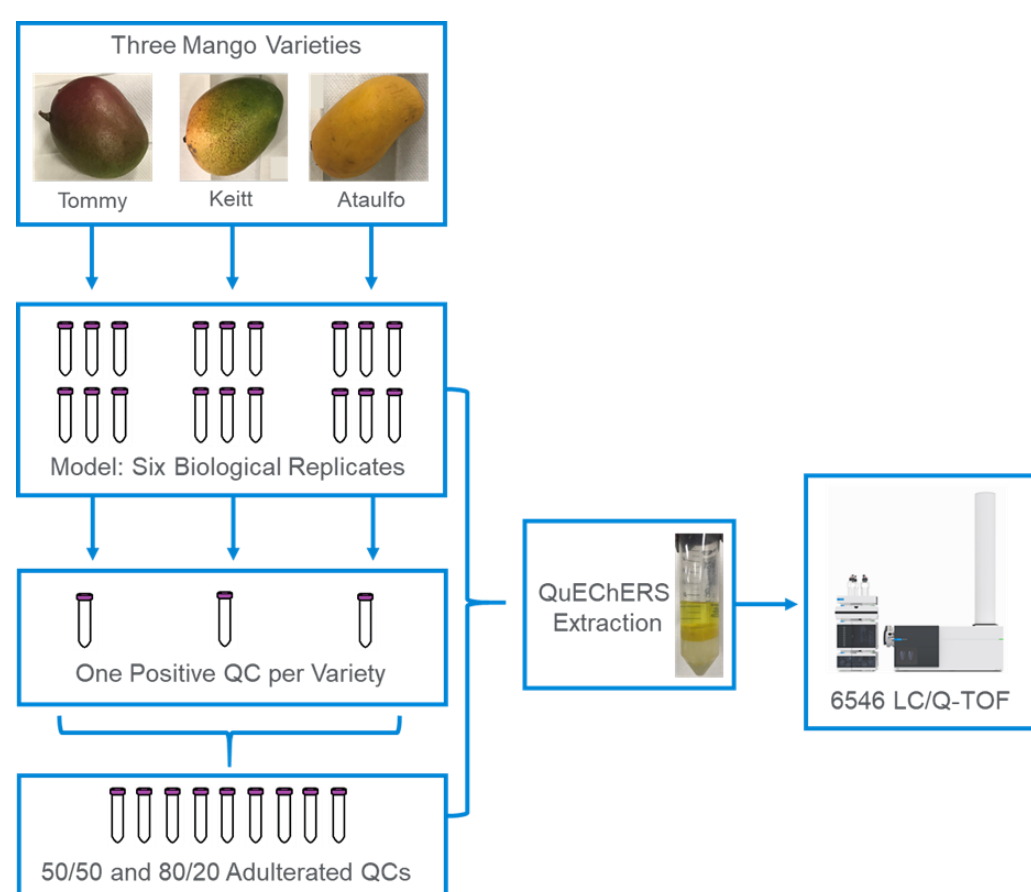 Three Mango Varieties
Tommy
Keitt
Ataulfo
Model: Six Biological Replicates
One Positive QC per Variety
50/50 and 80/20 Adulterated QCs
QuEChERS
Extraction
6546 LC/Q-TOF